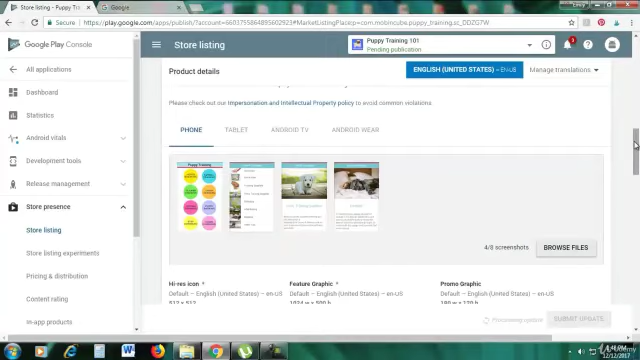 Store listing - Puppy T
Google
Emmy
Secure
https://play.google.com/apps/publish/?account=6603758648956029
Google Play Console
Store listing
Puppy Training 101
Pending publication
All applications
Product details
ENGLISH (UNITED STATES) – EN-US
Manage translations
Dashboard
Please check out our Impersonation and Intellectual Property policy to avoid common violations.
Statistics
PHONE
TABLET
ANDROID TV
ANDROID WEAR
Android vitals
Development tools
Puppy Training
Release management
Store presence
Store listing
4/8 screenshots
BROWSE FILES
Store listing experiments
Pricing & distribution
Hi-res icon *
Feature Graphic *
Promo Graphic
Default – English (United States) – en-US
Default – English (United States) – en-US
Default – English (United States) – en-US
Content rating
512 x 512
1024 w x 500 h
180 w x 120 h
In-app products
Processing update
SUBMIT UPDATE
12/12/2017
Udemy